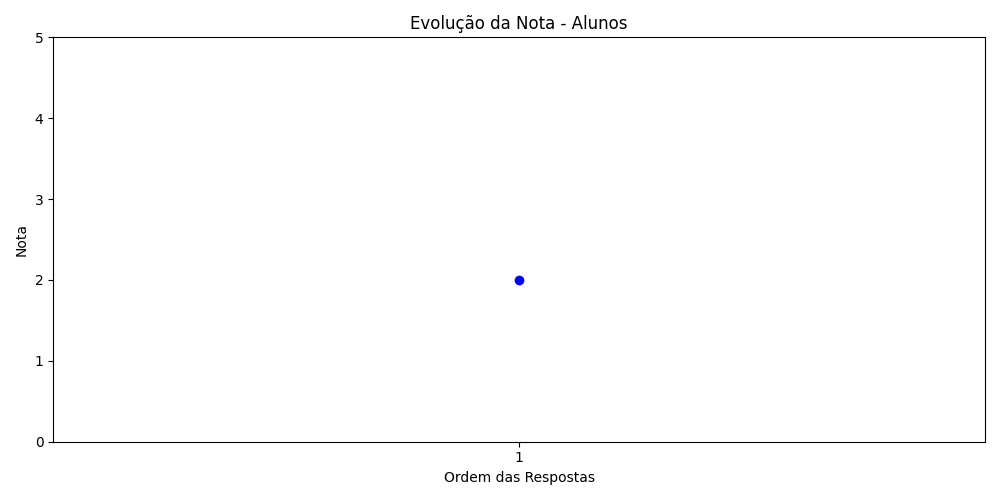 Evolução da Nota - Alunos
5
4
3
2
1
0
Nota
1
Ordem das Respostas